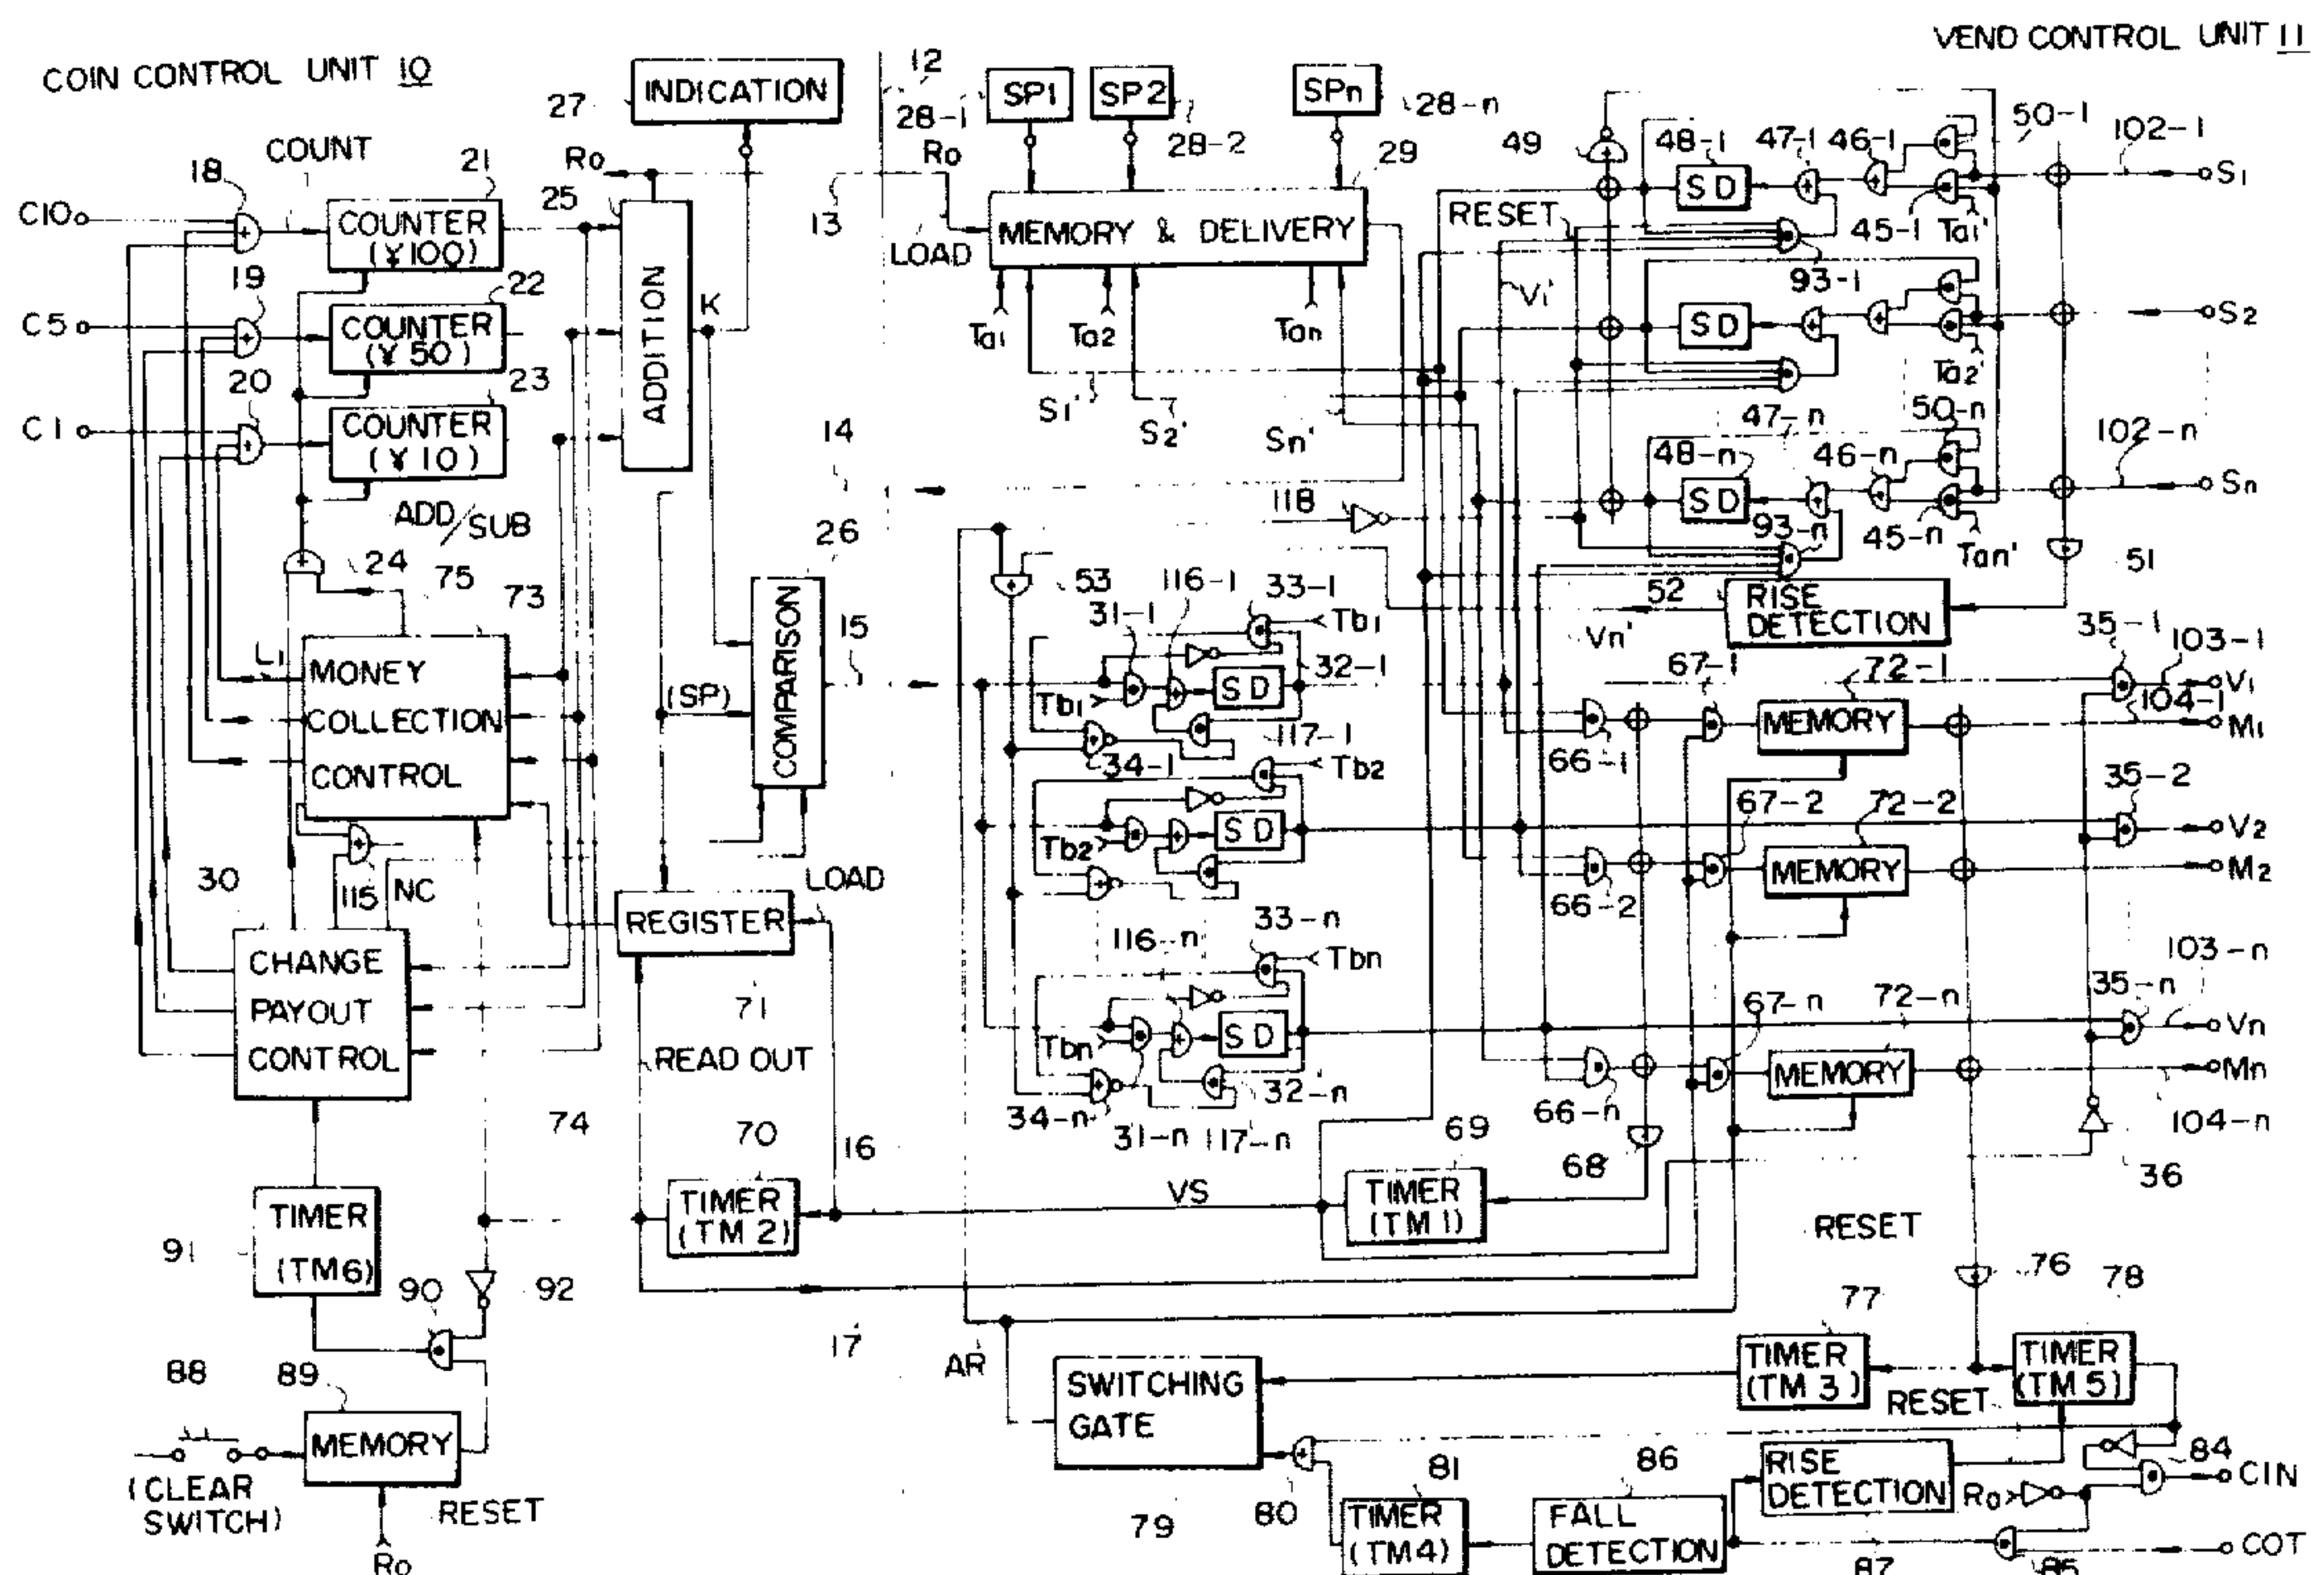 VEND CONTROL UNIT 11
COIN CONTROL UNIT 10
27
INDICATION
12
28-1
SP1
SP2
28-2
SPn
28-n
29
49
48-1
47-1
46-1
50-1
102-1
S1
COUNT
18
21
Ro
25
13
Ro
LOAD
C10
COUNTER
(¥100)
MEMORY & DELIVERY
RESET
SD
45-1
Ta1'
93-1
19
22
C5
COUNTER
(¥50)
ADDITION
K
Ta1
Ta2
Tan
V1'
SD
S2
Ta2'
20
23
C1
COUNTER
(¥10)
S1'
S2'
Sn'
47-n
50-n
48-n
46-n
102-n
SD
Sn
93-n
45-n
Tan'
14
118
ADD/SUB
26
24
75
73
53
116-1
33-1
31-1
Tb1
52
RISE
DETECTION
51
Vn'
15
COMPARISON
L1
MONEY
COLLECTION
CONTROL
(SP)
Tb1
SD
32-1
67-1
72-1
35-1
103-1
V1
104-1
MEMORY
M1
34-1
117-1
66-1
Tb2
35-2
67-2
72-2
Tb2
SD
V2
MEMORY
M2
66-2
30
115
NC
LOAD
REGISTER
116-n
33-n
Tbn
103-n
CHANGE
PAYOUT
CONTROL
71
READ OUT
67-n
72-n
35-n
Tbn
SD
Vn
MEMORY
Mn
34-n
31-n
117-n
32-n
66-n
104-n
74
70
16
69
68
36
TIMER
(TM6)
91
TIMER
(TM2)
VS
TIMER
(TM1)
RESET
90
92
76
78
77
17
AR
88
89
SWITCHING
GATE
TIMER
(TM3)
RESET
TIMER
(TM5)
MEMORY
(CLEAR
SWITCH)
RESET
Ro
79
80
81
86
84
RISE
DETECTION
Ro
CIN
TIMER
(TM4)
FALL
DETECTION
87
85
COT